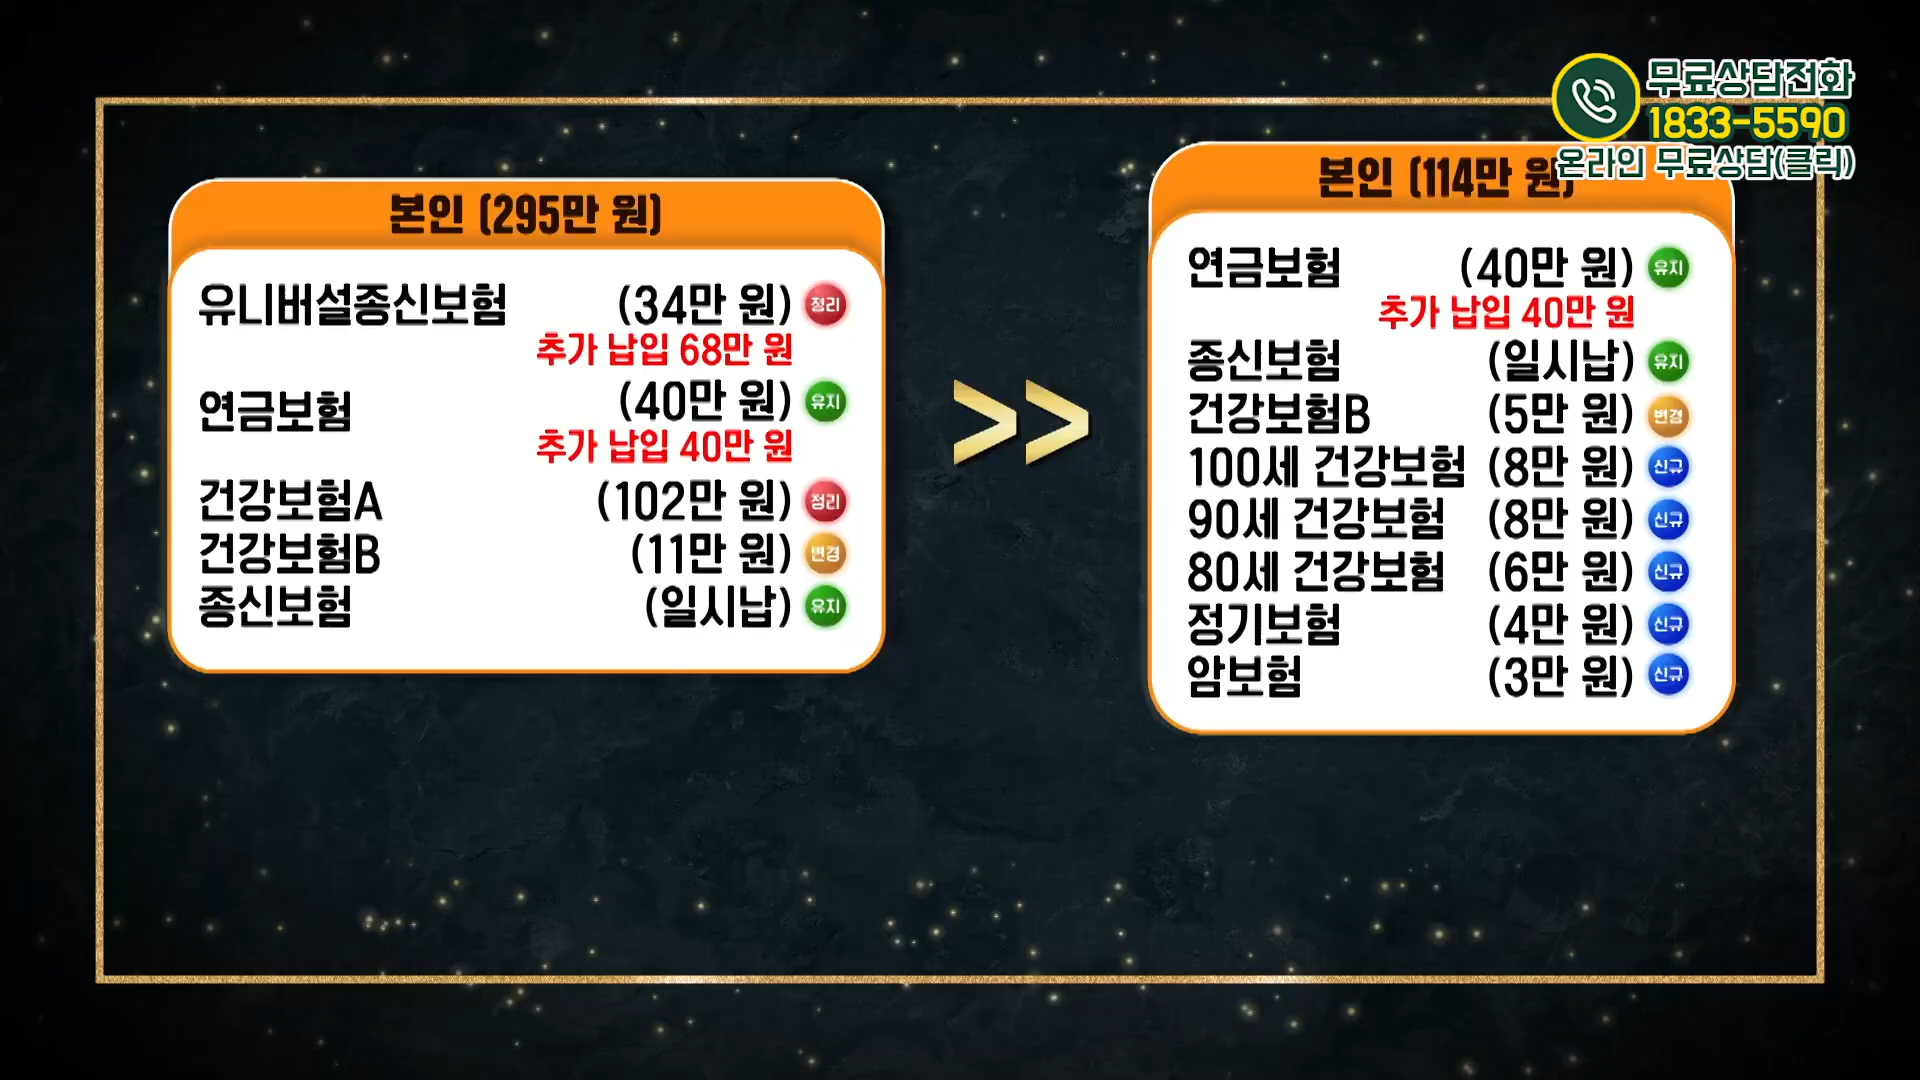 무료상담전화
1833-5590
온라인 무료상담(클릭)
본인 (295만 원)
유니버설종신보험 (34만 원) 정리
추가 납입 68만 원
연금보험 (40만 원) 유지
추가 납입 40만 원
건강보험A (102만 원) 정리
건강보험B (11만 원) 변경
종신보험 (일시납) 유지
>>
본인 (114만 원)
연금보험 (40만 원) 유지
추가 납입 40만 원
종신보험 (일시납) 유지
건강보험B (5만 원) 변경
100세 건강보험 (8만 원) 신규
90세 건강보험 (8만 원) 신규
80세 건강보험 (6만 원) 신규
정기보험 (4만 원) 신규
암보험 (3만 원) 신규